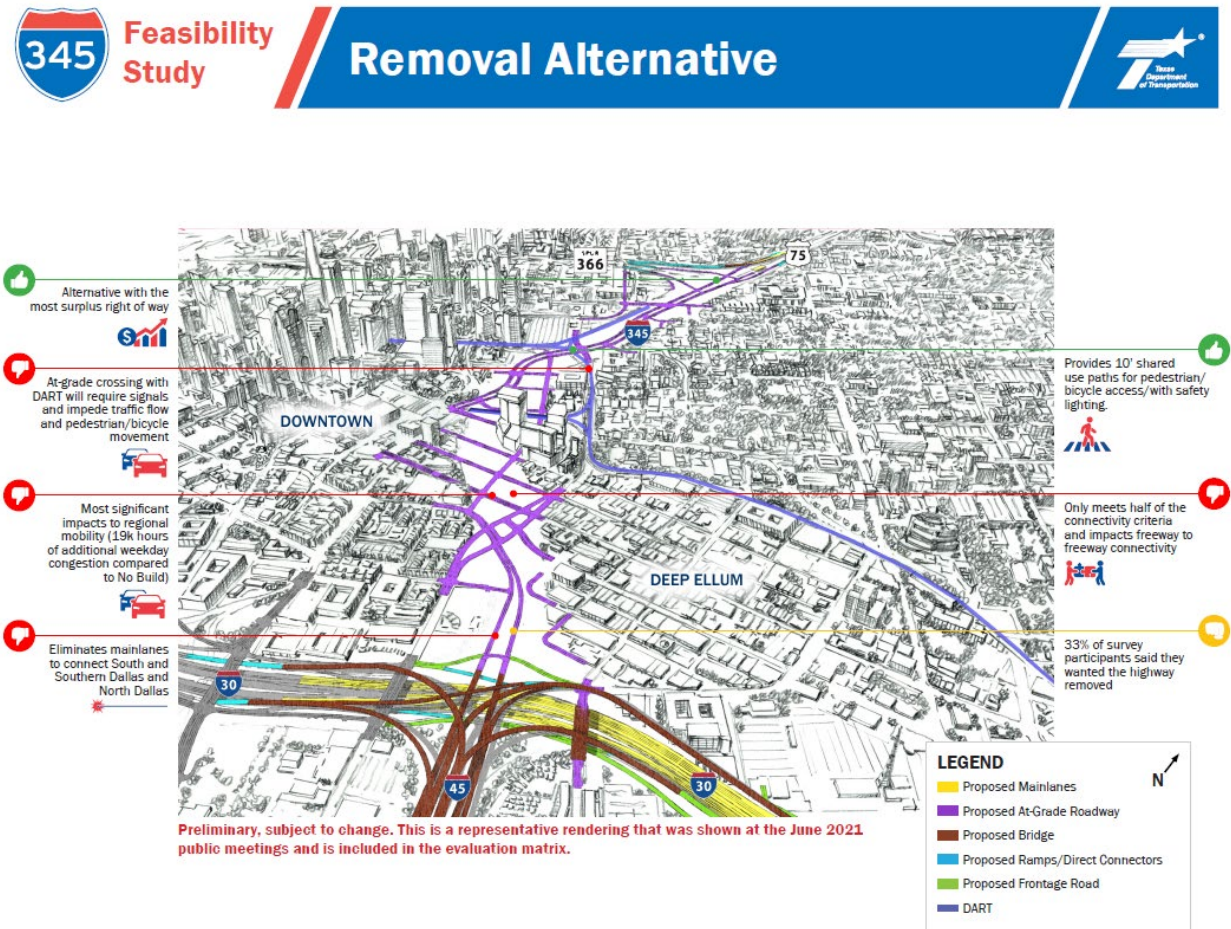 345
Feasibility
Study
Removal Alternative
Texas
Department
of Transportation
®
SPUR
366
75
345
Alternative with the
most surplus right of way
$
At-grade crossing with
DART will require signals
and impede traffic flow
and pedestrian/bicycle
movement
Most significant
impacts to regional
mobility (19k hours
of additional weekday
congestion compared
to No Build)
Eliminates mainlanes
to connect South and
Southern Dallas and
North Dallas
DOWNTOWN
DEEP ELLUM
30
45
30
Provides 10' shared
use paths for pedestrian/
bicycle access/with safety
lighting.
Only meets half of the
connectivity criteria
and impacts freeway to
freeway connectivity
33% of survey
participants said they
wanted the highway
removed
Preliminary, subject to change. This is a representative rendering that was shown at the June 2021
public meetings and is included in the evaluation matrix.
LEGEND
N
Proposed Mainlanes
Proposed At-Grade Roadway
Proposed Bridge
Proposed Ramps/Direct Connectors
Proposed Frontage Road
DART